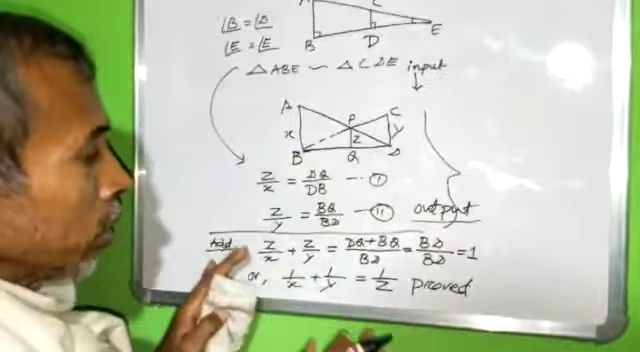 A C
∠B = ∠D
∠E = ∠E
B D E
△ABE ~ △CDE input
A P C
x z y
B Q D
z/x = DQ/DB — (I)
z/y = BQ/BD — (II) output
Add z/x + z/y = (DQ+BQ)/BD = BD/BD = 1
or, 1/x + 1/y = 1/z proved